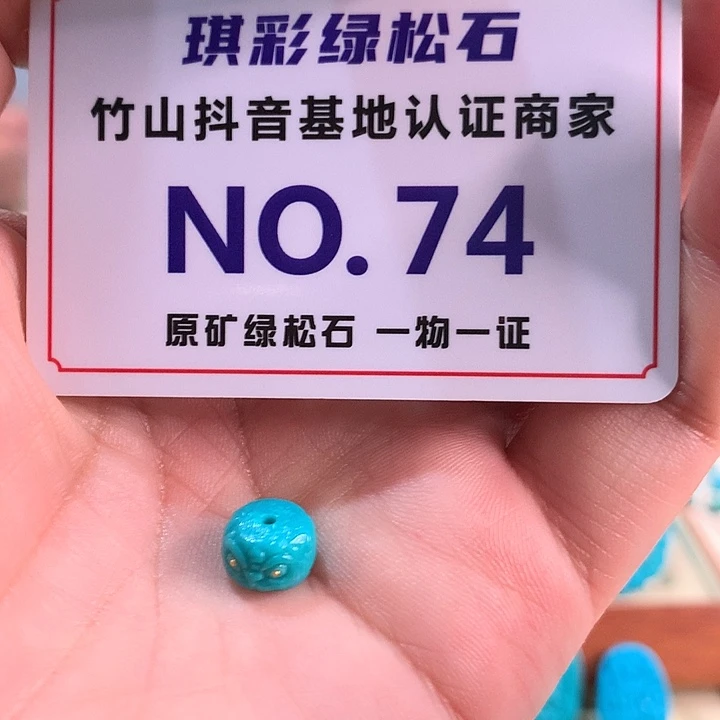 琪彩绿松石
竹山抖音基地认证商家
NO.74
原矿绿松石 一物一证